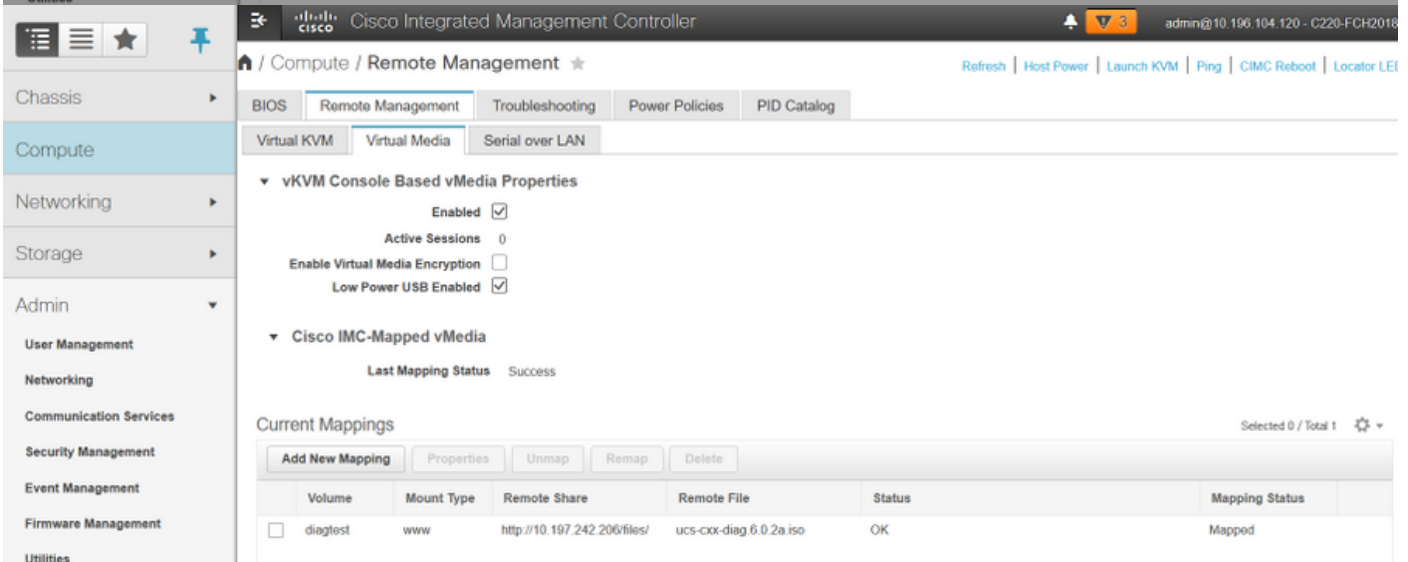 Utilities
cisco Cisco Integrated Management Controller
3
admin@10.196.104.120 - C220-FCH2018
/ Compute / Remote Management
Refresh | Host Power | Launch KVM | Ping | CIMC Reboot | Locator LED
Chassis
Compute
Networking
Storage
Admin
User Management
Networking
Communication Services
Security Management
Event Management
Firmware Management
Utilities
BIOS Remote Management Troubleshooting Power Policies PID Catalog
Virtual KVM Virtual Media Serial over LAN
vKVM Console Based vMedia Properties
Enabled
Active Sessions 0
Enable Virtual Media Encryption
Low Power USB Enabled
Cisco IMC-Mapped vMedia
Last Mapping Status Success
Current Mappings
Selected 0 / Total 1
Add New Mapping Properties Unmap Remap Delete
Volume Mount Type Remote Share Remote File Status Mapping Status
diagtest www http://10.197.242.206/files/ ucs-cxx-diag.6.0.2a.iso OK Mapped